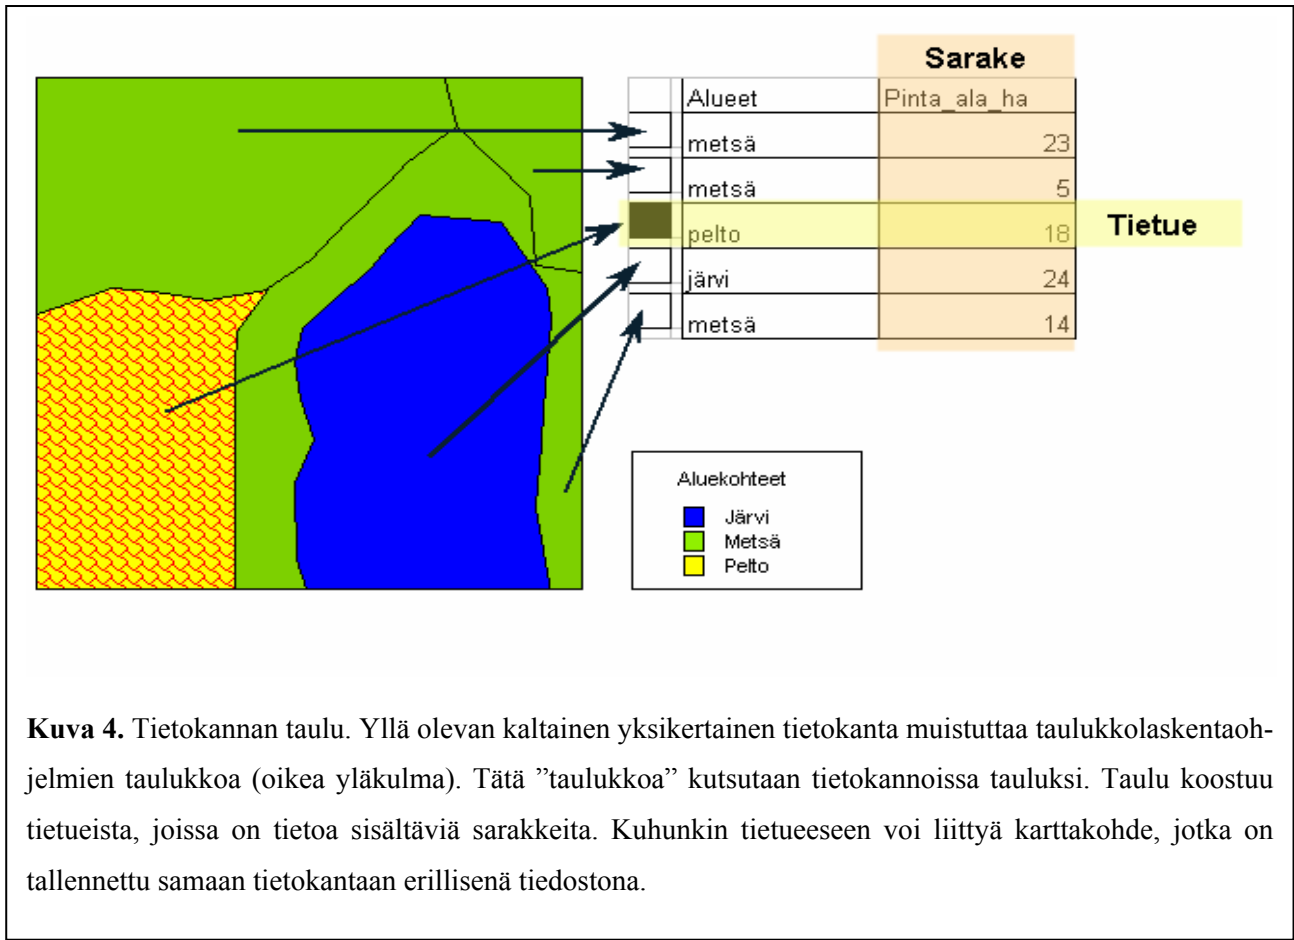 Sarake
Alueet Pinta_ala_ha
metsä 23
metsä 5
pelto 18 Tietue
järvi 24
metsä 14
Aluekohteet
Järvi
Metsä
Pelto
Kuva 4. Tietokannan taulu. Yllä olevan kaltainen yksikertainen tietokanta muistuttaa taulukkolaskentaoh-
jelmien taulukkoa (oikea yläkulma). Tätä ”taulukkoa” kutsutaan tietokannoissa tauluksi. Taulu koostuu
tietueista, joissa on tietoa sisältäviä sarakkeita. Kuhunkin tietueeseen voi liittyä karttakohde, jotka on
tallennettu samaan tietokantaan erillisenä tiedostona.